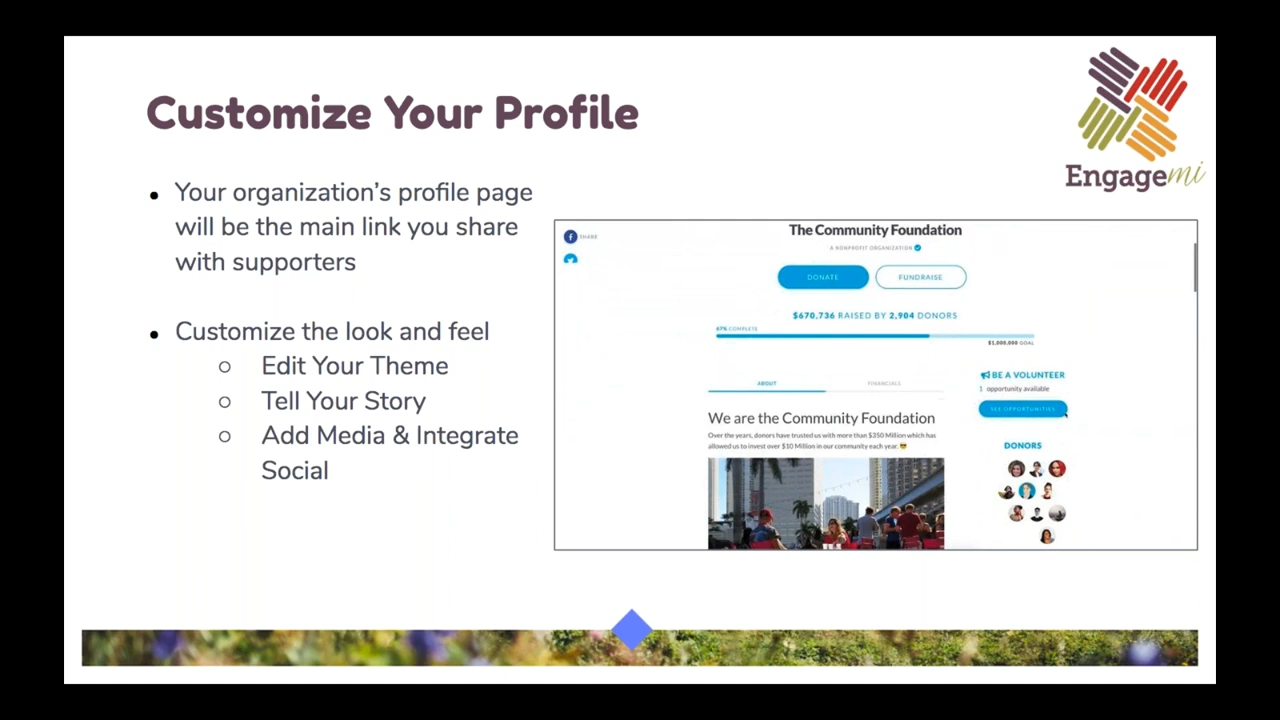 Customize Your Profile
Engagemi
• Your organization's profile page
will be the main link you share
with supporters
• Customize the look and feel
○ Edit Your Theme
○ Tell Your Story
○ Add Media & Integrate
Social
f SHARE
The Community Foundation
A NONPROFIT ORGANIZATION
DONATE
FUNDRAISE
$670,736 RAISED BY 2,904 DONORS
67% COMPLETE
$1,000,000 GOAL
ABOUT
FINANCIALS
BE A VOLUNTEER
1 opportunity available
SEE OPPORTUNITIES
We are the Community Foundation
Over the years, donors have trusted us with more than $350 Million which has
allowed us to invest over $10 Million in our community each year. 😎
DONORS